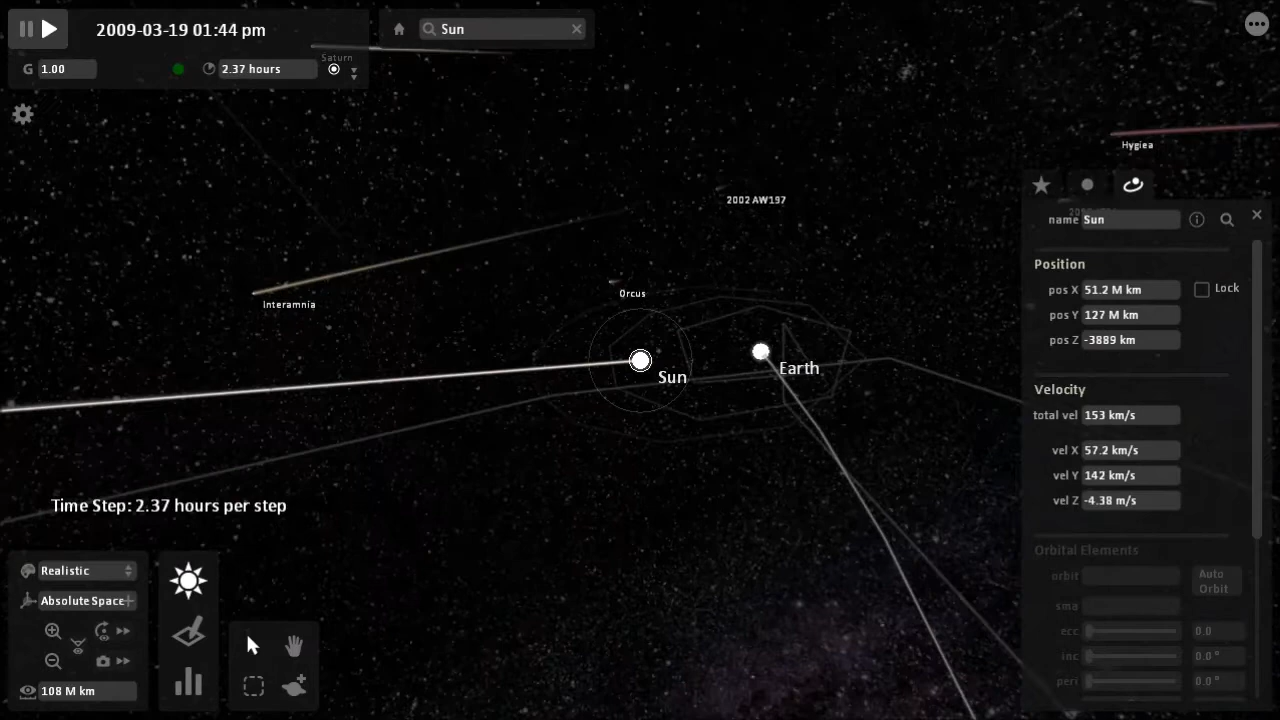 2009-03-19 01:44 pm
Sun
G 1.00
2.37 hours
Saturn
Hygiea
2002 AW197
name Sun
Position
pos X 51.2 M km
Lock
pos Y 127 M km
pos Z -3889 km
Interamnia
Orcus
Sun
Earth
Velocity
total vel 153 km/s
vel X 57.2 km/s
vel Y 142 km/s
vel Z -4.38 m/s
Time Step: 2.37 hours per step
Orbital Elements
orbit
Auto
Orbit
sma
ecc 0.0
inc 0.0°
peri 0.0°
Realistic
Absolute Space
108 M km